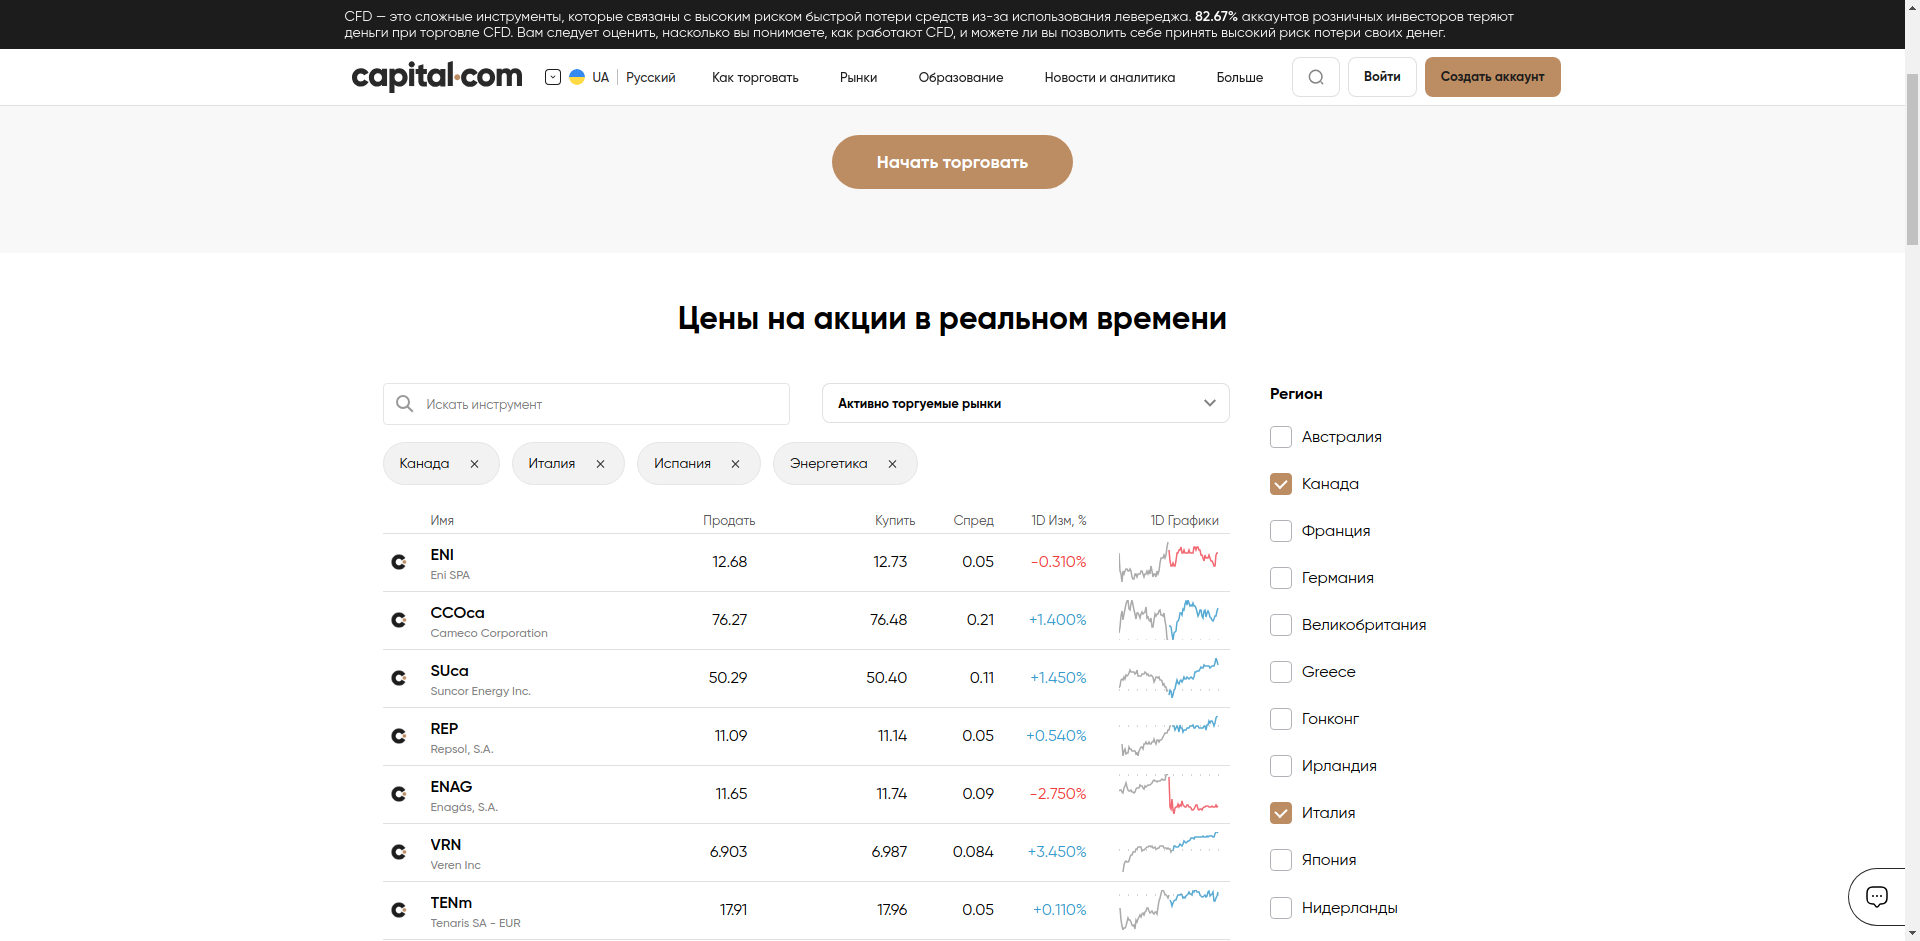 CFD — это сложные инструменты, которые связаны с высоким риском быстрой потери средств из-за использования левереджа. 82.67% аккаунтов розничных инвесторов теряют
деньги при торговле CFD. Вам следует оценить, насколько вы понимаете, как работают CFD, и можете ли вы позволить себе принять высокий риск потери своих денег.
capital.com UA Русский Как торговать Рынки Образование Новости и аналитика Больше Войти Создать аккаунт
Начать торговать
Цены на акции в реальном времени
Искать инструмент
Активно торгуемые рынки
Канада Италия Испания Энергетика
Имя Продать Купить Спред 1D Изм, % 1D Графики
ENI 12.68 12.73 0.05 -0.310%
Eni SPA
CCOca 76.27 76.48 0.21 +1.400%
Cameco Corporation
SUca 50.29 50.40 0.11 +1.450%
Suncor Energy Inc.
REP 11.09 11.14 0.05 +0.540%
Repsol, S.A.
ENAG 11.65 11.74 0.09 -2.750%
Enagás, S.A.
VRN 6.903 6.987 0.084 +3.450%
Veren Inc
TENm 17.91 17.96 0.05 +0.110%
Tenaris SA - EUR
Регион
Австралия
Канада
Франция
Германия
Великобритания
Greece
Гонконг
Ирландия
Италия
Япония
Нидерланды